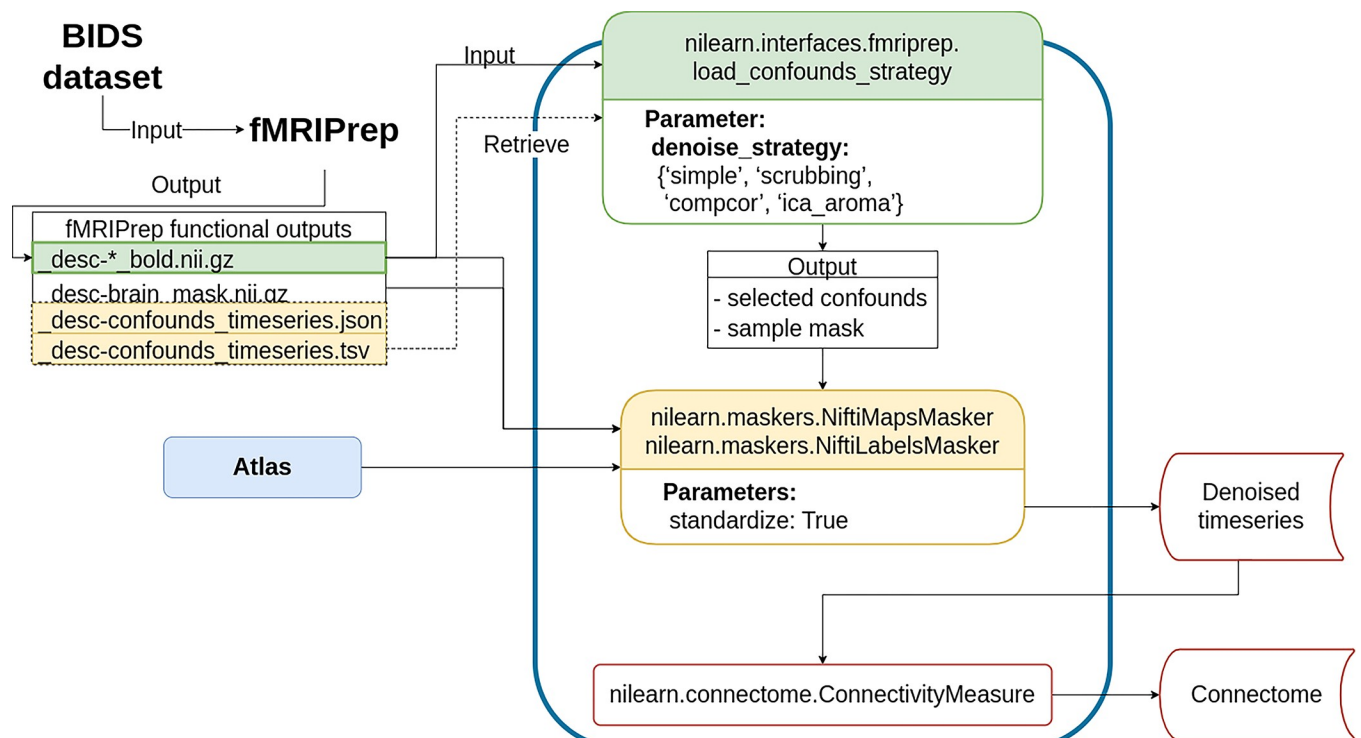 BIDS
dataset
Input
fMRIPrep
Output
fMRIPrep functional outputs
_desc-*_bold.nii.gz
_desc-brain_mask.nii.gz
_desc-confounds_timeseries.json
_desc-confounds_timeseries.tsv
Input
Retrieve
nilearn.interfaces.fmriprep.
load_confounds_strategy
Parameter:
denoise_strategy:
{‘simple’, ‘scrubbing’,
‘compcor’, ‘ica_aroma’}
Output
- selected confounds
- sample mask
Atlas
nilearn.maskers.NiftiMapsMasker
nilearn.maskers.NiftiLabelsMasker
Parameters:
standardize: True
Denoised
timeseries
nilearn.connectome.ConnectivityMeasure
Connectome